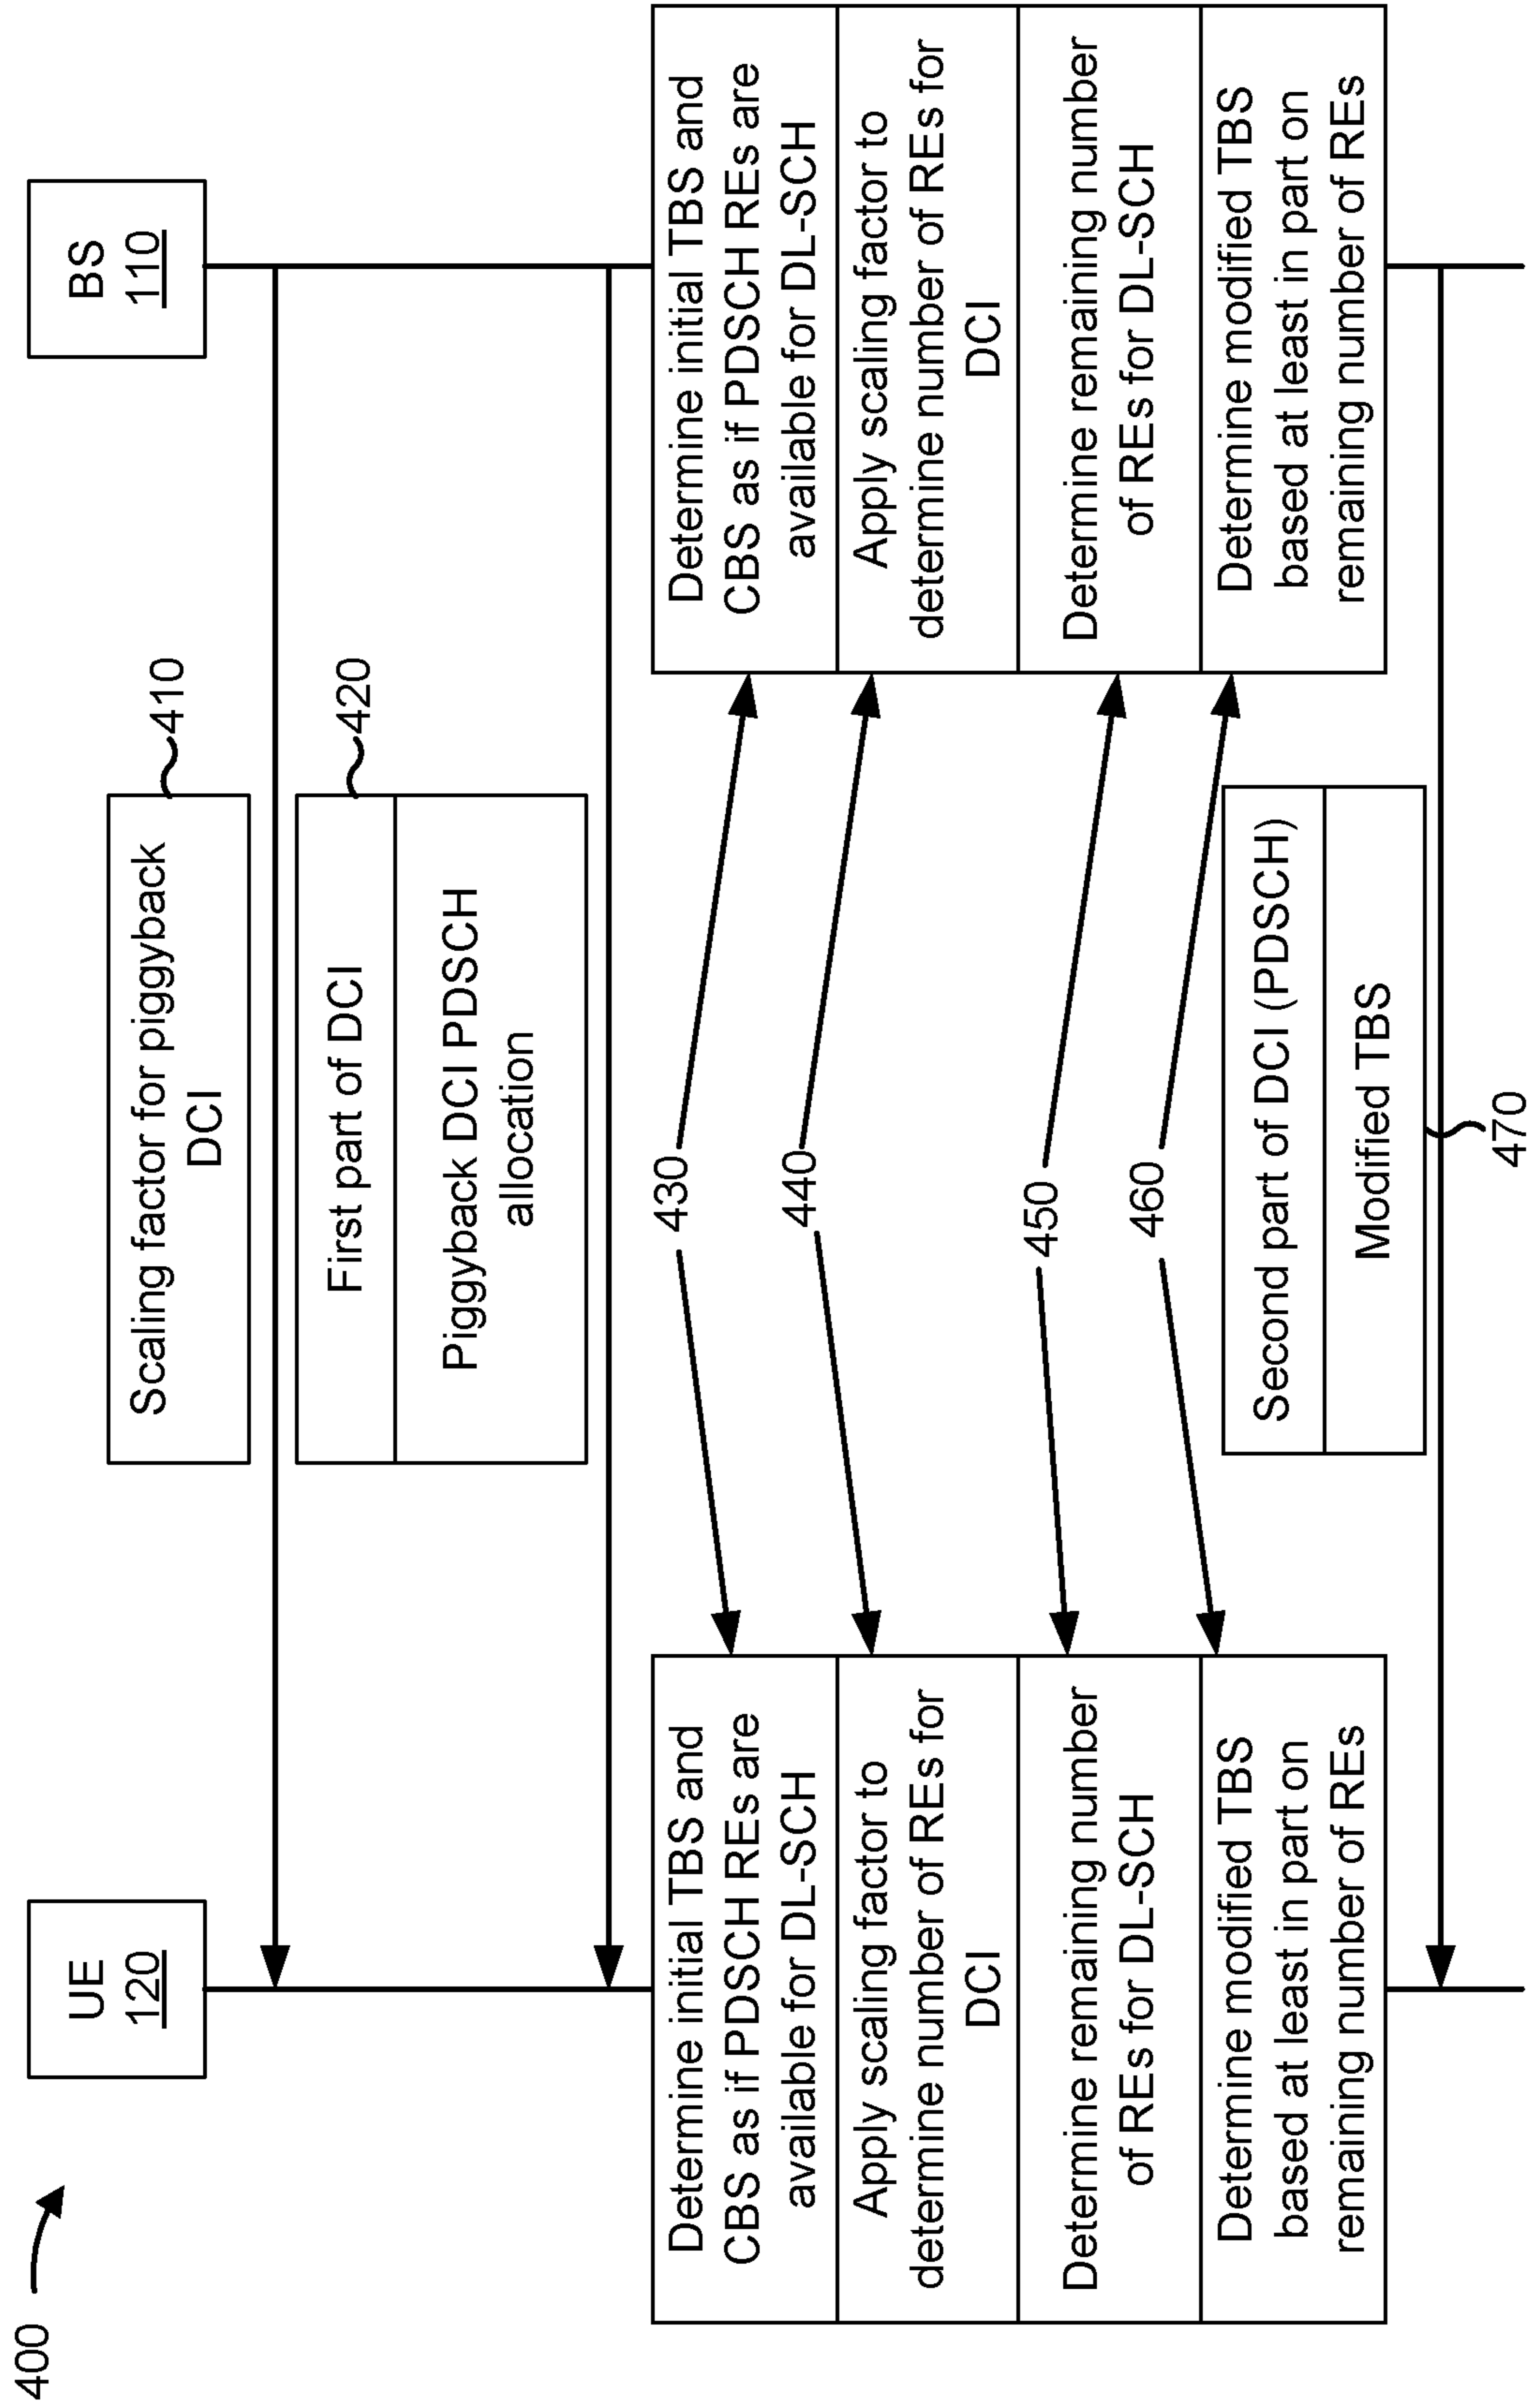 400
UE
120
BS
110
Scaling factor for piggyback
DCI
410
First part of DCI
420
Piggyback DCI PDSCH
allocation
Determine initial TBS and
CBS as if PDSCH REs are
available for DL-SCH
Apply scaling factor to
determine number of REs for
DCI
Determine remaining number
of REs for DL-SCH
Determine modified TBS
based at least in part on
remaining number of REs
430
440
450
460
Determine initial TBS and
CBS as if PDSCH REs are
available for DL-SCH
Apply scaling factor to
determine number of REs for
DCI
Determine remaining number
of REs for DL-SCH
Determine modified TBS
based at least in part on
remaining number of REs
Second part of DCI (PDSCH)
Modified TBS
470